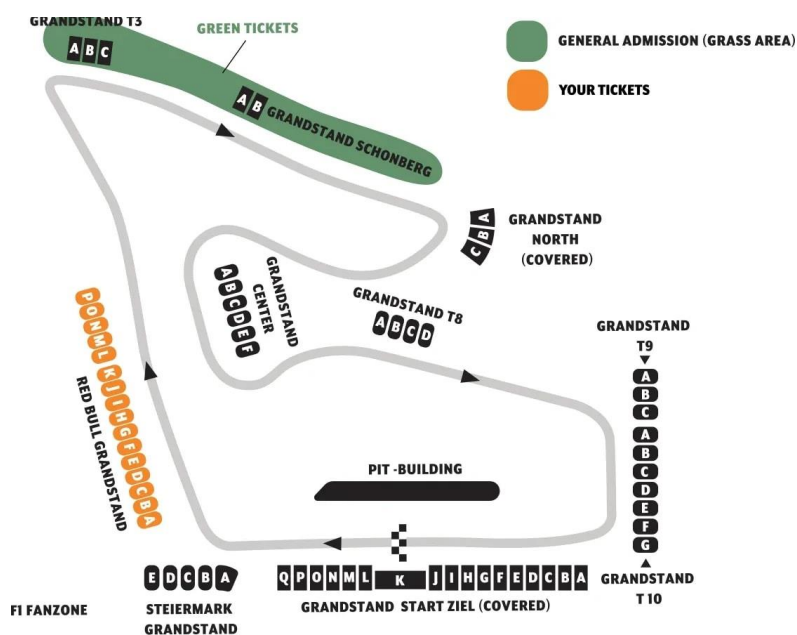 GRANDSTAND T3
A B C
GREEN TICKETS
GENERAL ADMISSION (GRASS AREA)
YOUR TICKETS
A B GRANDSTAND SCHONBERG
C B A
GRANDSTAND
NORTH
(COVERED)
A B C D E F
GRANDSTAND
CENTER
GRANDSTAND T8
A B C D
GRANDSTAND
T9
A
B
C
A
B
C
D
E
F
G
GRANDSTAND
T 10
P O N M L K J I H G F E D C B A
RED BULL GRANDSTAND
PIT -BUILDING
E D C B A
STEIERMARK
GRANDSTAND
Q P O N M L K J I H G F E D C B A
GRANDSTAND START ZIEL (COVERED)
FI FANZONE